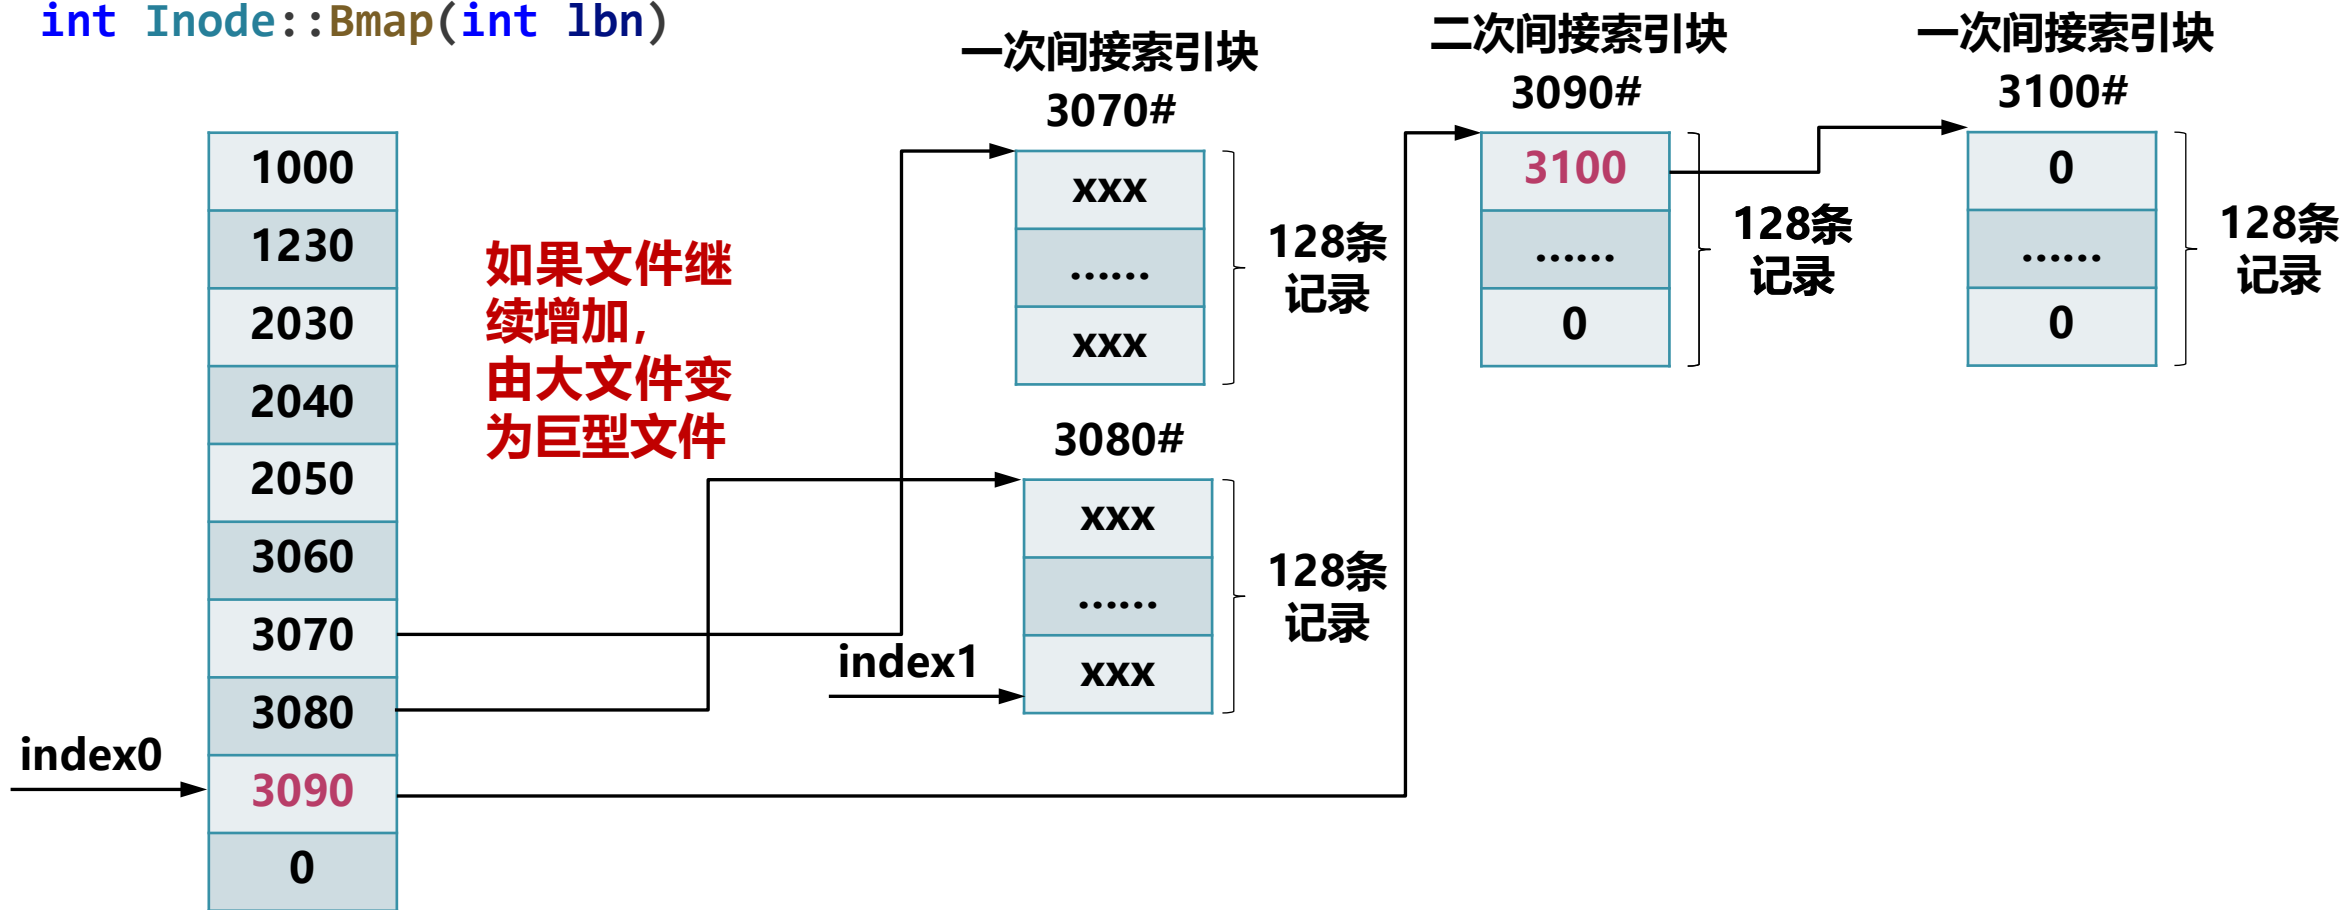 int Inode::Bmap(int lbn)
一次间接索引块
3070#
二次间接索引块
3090#
一次间接索引块
3100#
1000
1230
2030
2040
2050
3060
3070
3080
3090
0
index0
如果文件继
续增加，
由大文件变
为巨型文件
xxx
......
xxx
128条
记录
3080#
xxx
......
xxx
index1
128条
记录
3100
......
0
128条
记录
0
......
0
128条
记录